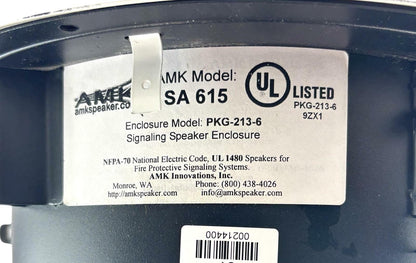 AMK
amkspeaker.com
AMK Model:
SA 615
UL LISTED
PKG-213-6
9ZX1
Enclosure Model: PKG-213-6
Signaling Speaker Enclosure
NFPA-70 National Electric Code, UL 1480 Speakers for
Fire Protective Signaling Systems.
AMK Innovations, Inc.
Monroe, WA Phone: (800) 438-4026
http://amkspeaker.com info@amkspeaker.com
00214400